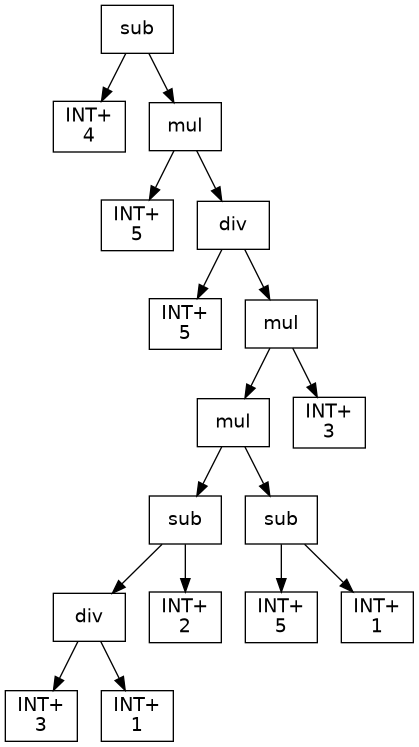 sub
INT+
4
mul
INT+
5
div
INT+
5
mul
mul
INT+
3
sub
sub
div
INT+
2
INT+
5
INT+
1
INT+
3
INT+
1